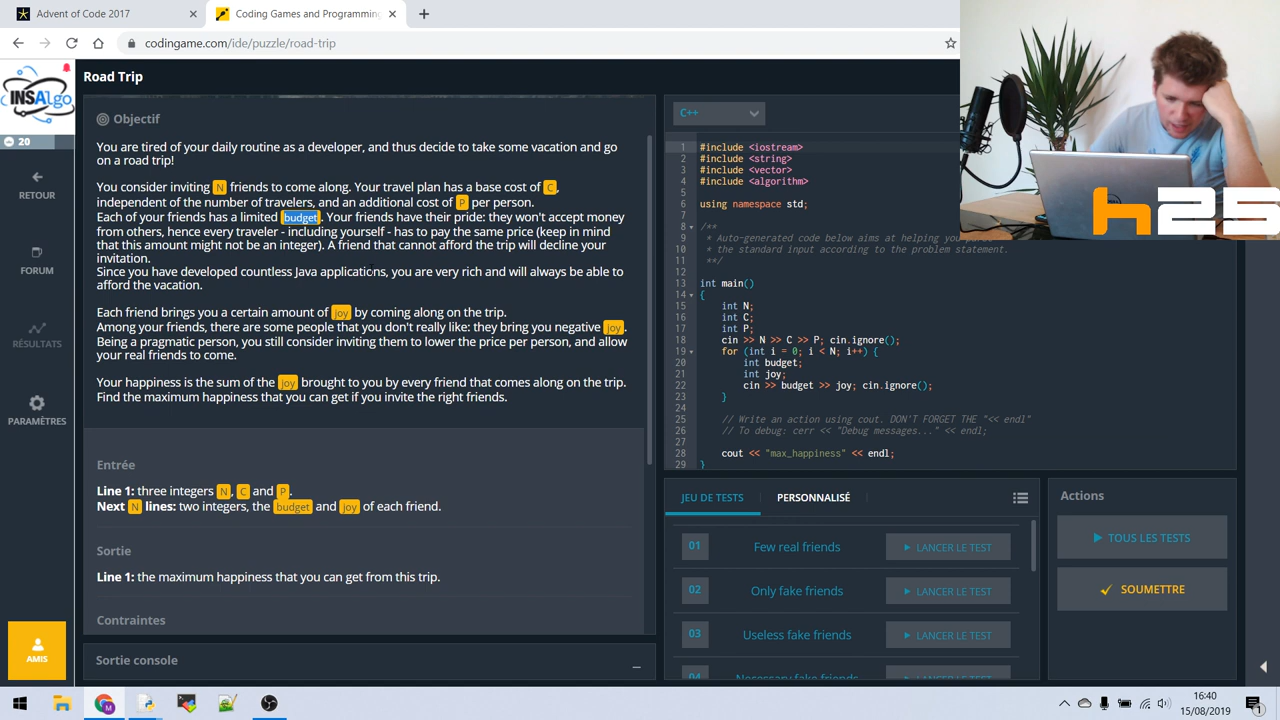 Advent of Code 2017
Coding Games and Programming
codingame.com/ide/puzzle/road-trip
INSAlgo
20
RETOUR
FORUM
RÉSULTATS
PARAMÈTRES
AMIS
Road Trip
Objectif
You are tired of your daily routine as a developer, and thus decide to take some vacation and go
on a road trip!
You consider inviting N friends to come along. Your travel plan has a base cost of C,
independent of the number of travelers, and an additional cost of P per person.
Each of your friends has a limited budget. Your friends have their pride: they won't accept money
from others, hence every traveler - including yourself - has to pay the same price (keep in mind
that this amount might not be an integer). A friend that cannot afford the trip will decline your
invitation.
Since you have developed countless Java applications, you are very rich and will always be able to
afford the vacation.
Each friend brings you a certain amount of joy by coming along on the trip.
Among your friends, there are some people that you don't really like: they bring you negative joy.
Being a pragmatic person, you still consider inviting them to lower the price per person, and allow
your real friends to come.
Your happiness is the sum of the joy brought to you by every friend that comes along on the trip.
Find the maximum happiness that you can get if you invite the right friends.
Entrée
Line 1: three integers N, C and P.
Next N lines: two integers, the budget and joy of each friend.
Sortie
Line 1: the maximum happiness that you can get from this trip.
Contraintes
Sortie console
C++
1 #include <iostream>
2 #include <string>
3 #include <vector>
4 #include <algorithm>
5
6 using namespace std;
7
8 /**
9 * Auto-generated code below aims at helping you parse
10 * the standard input according to the problem statement.
11 **/
12
13 int main()
14 {
15 int N;
16 int C;
17 int P;
18 cin >> N >> C >> P; cin.ignore();
19 for (int i = 0; i < N; i++) {
20 int budget;
21 int joy;
22 cin >> budget >> joy; cin.ignore();
23 }
24
25 // Write an action using cout. DON'T FORGET THE "<< endl"
26 // To debug: cerr << "Debug messages..." << endl;
27
28 cout << "max_happiness" << endl;
29 }
JEU DE TESTS
PERSONNALISÉ
01 Few real friends LANCER LE TEST
02 Only fake friends LANCER LE TEST
03 Useless fake friends LANCER LE TEST
04 Necessary fake friends
Actions
TOUS LES TESTS
SOUMETTRE
h25
16:40
15/08/2019
1